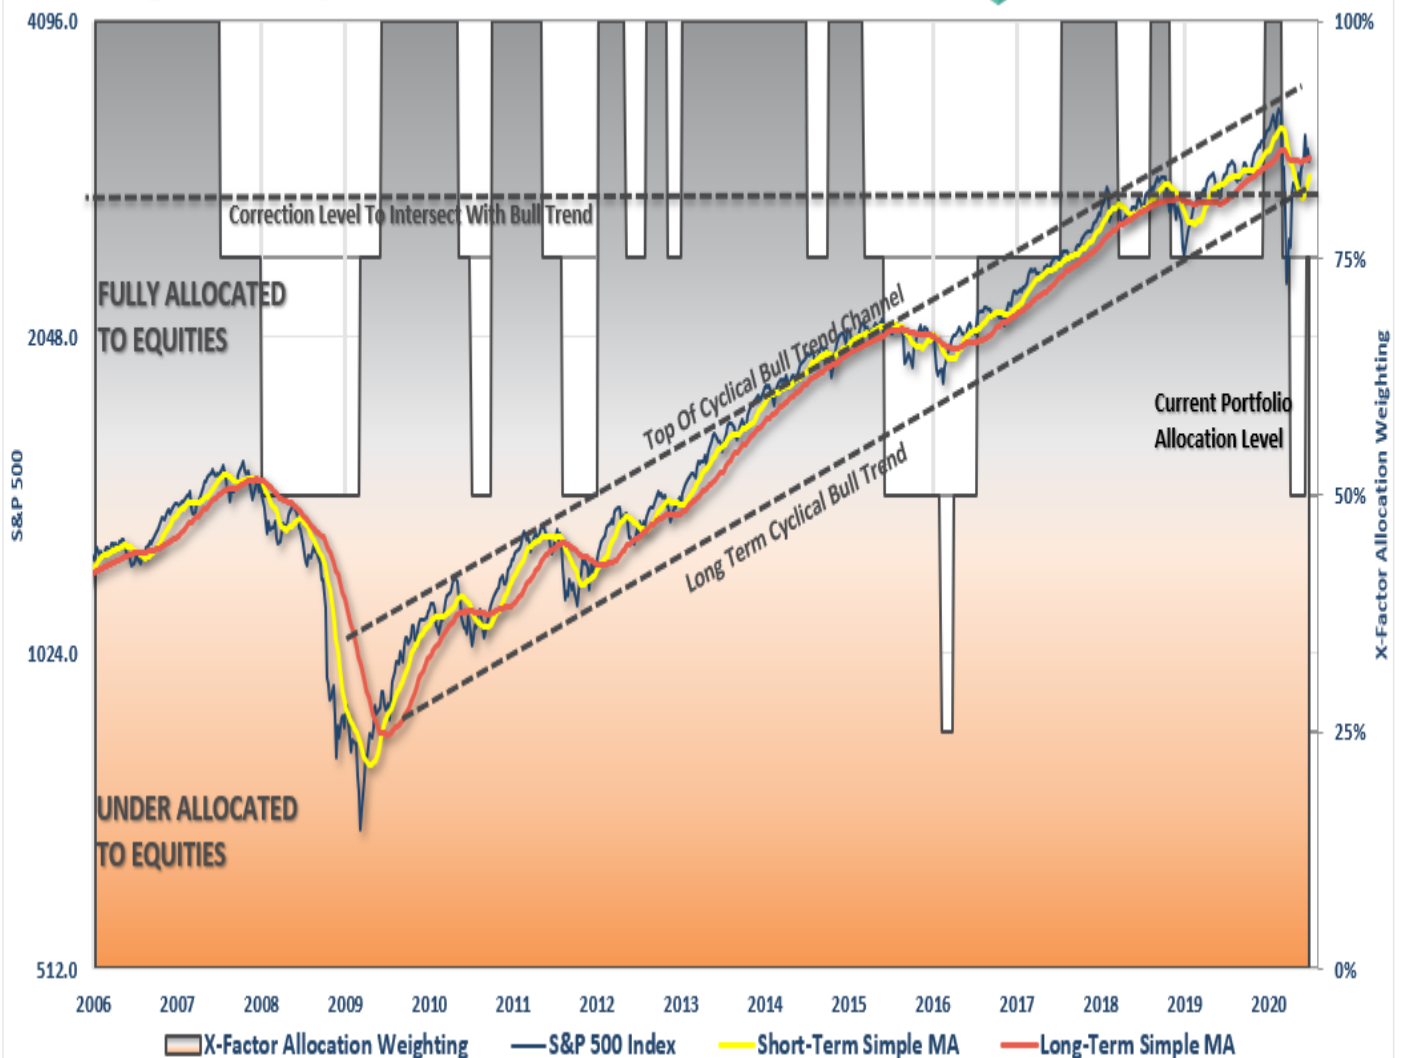 4096.0
100%
Correction Level To Intersect With Bull Trend
75%
FULLY ALLOCATED
TO EQUITIES
Top Of Cyclical Bull Trend Channel
2048.0
X-Factor Allocation Weighting
Current Portfolio
Allocation Level
S&P 500
Long Term Cyclical Bull Trend
50%
1024.0
25%
UNDER ALLOCATED
TO EQUITIES
512.0
0%
2006 2007 2008 2009 2010 2011 2012 2013 2014 2015 2016 2017 2018 2019 2020
X-Factor Allocation Weighting S&P 500 Index Short-Term Simple MA Long-Term Simple MA